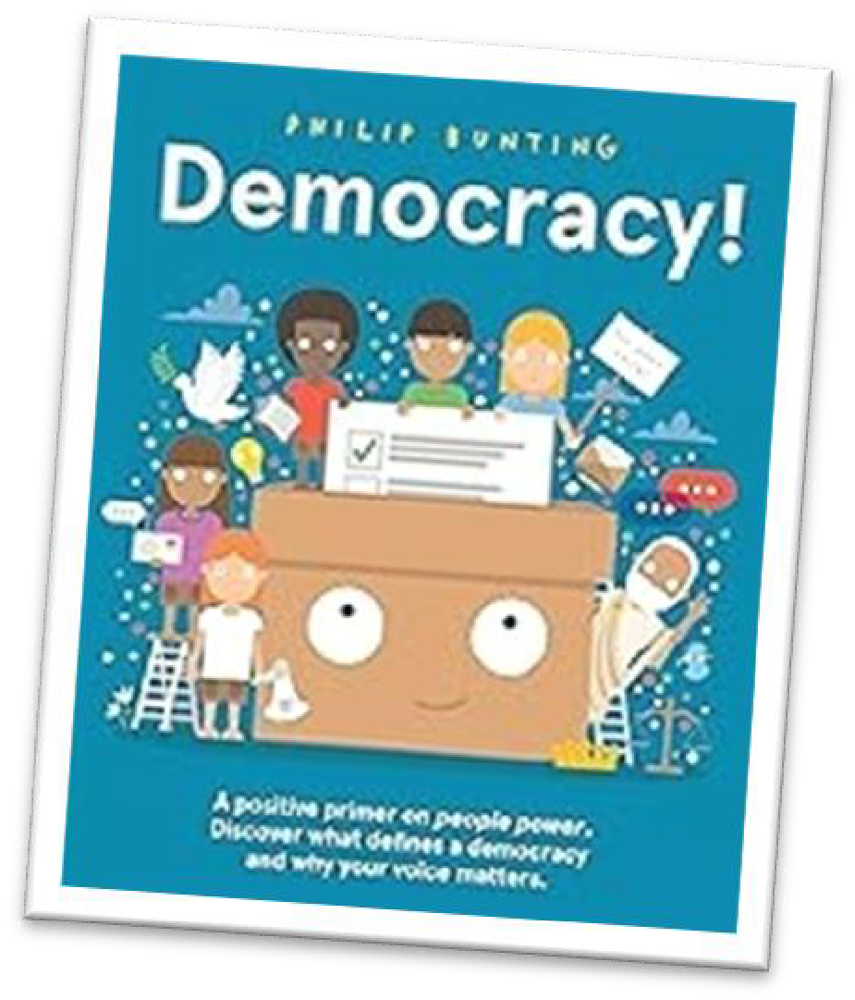 PHILIP BUNTING
Democracy!
A positive primer on people power.
Discover what defines a democracy
and why your voice matters.